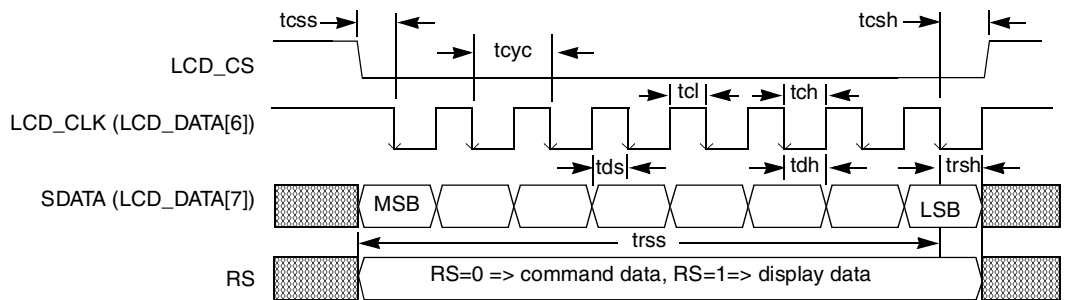 tcss
tcsh
tcyc
LCD_CS
tcl
tch
LCD_CLK (LCD_DATA[6])
tds
tdh
trsh
SDATA (LCD_DATA[7])
MSB
LSB
trss
RS
RS=0 => command data, RS=1=> display data